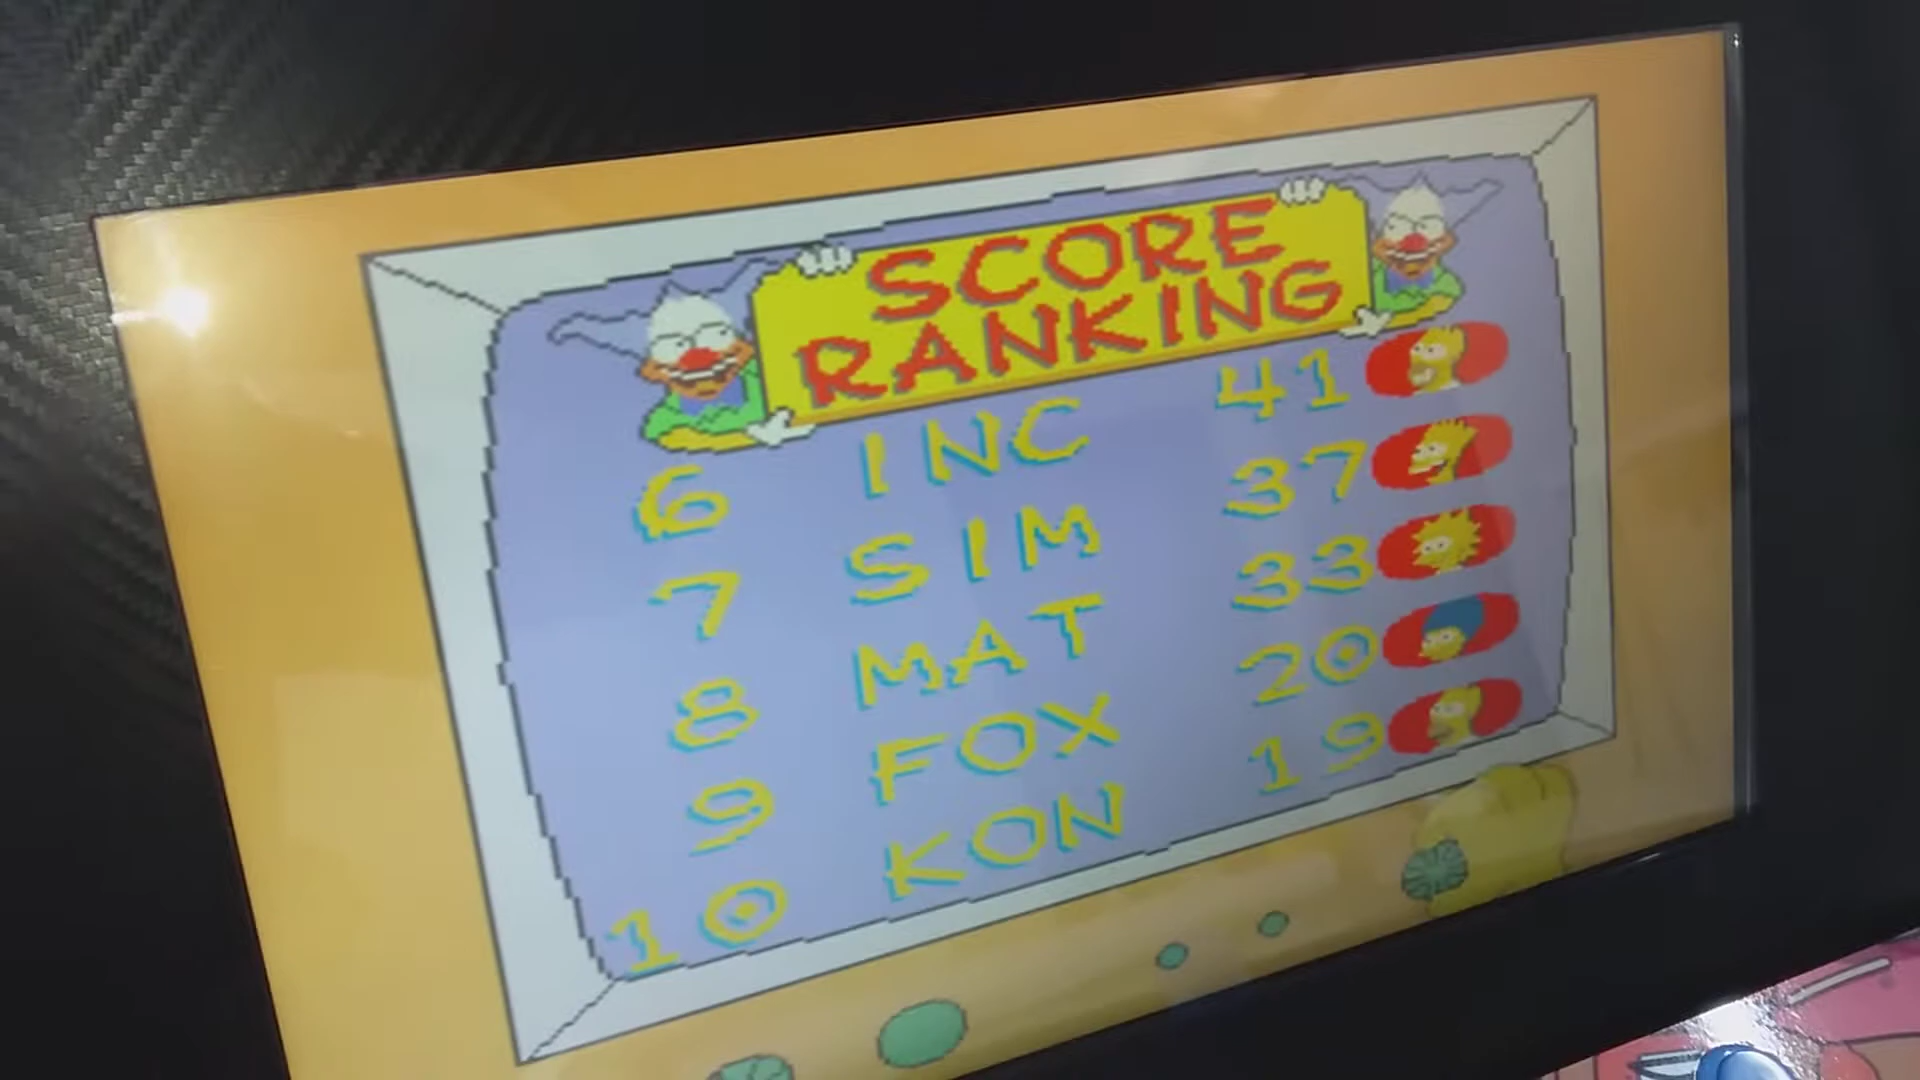 SCORE
RANKING
6 INC 41
7 SIM 37
8 MAT 33
9 FOX 20
10 KON 19